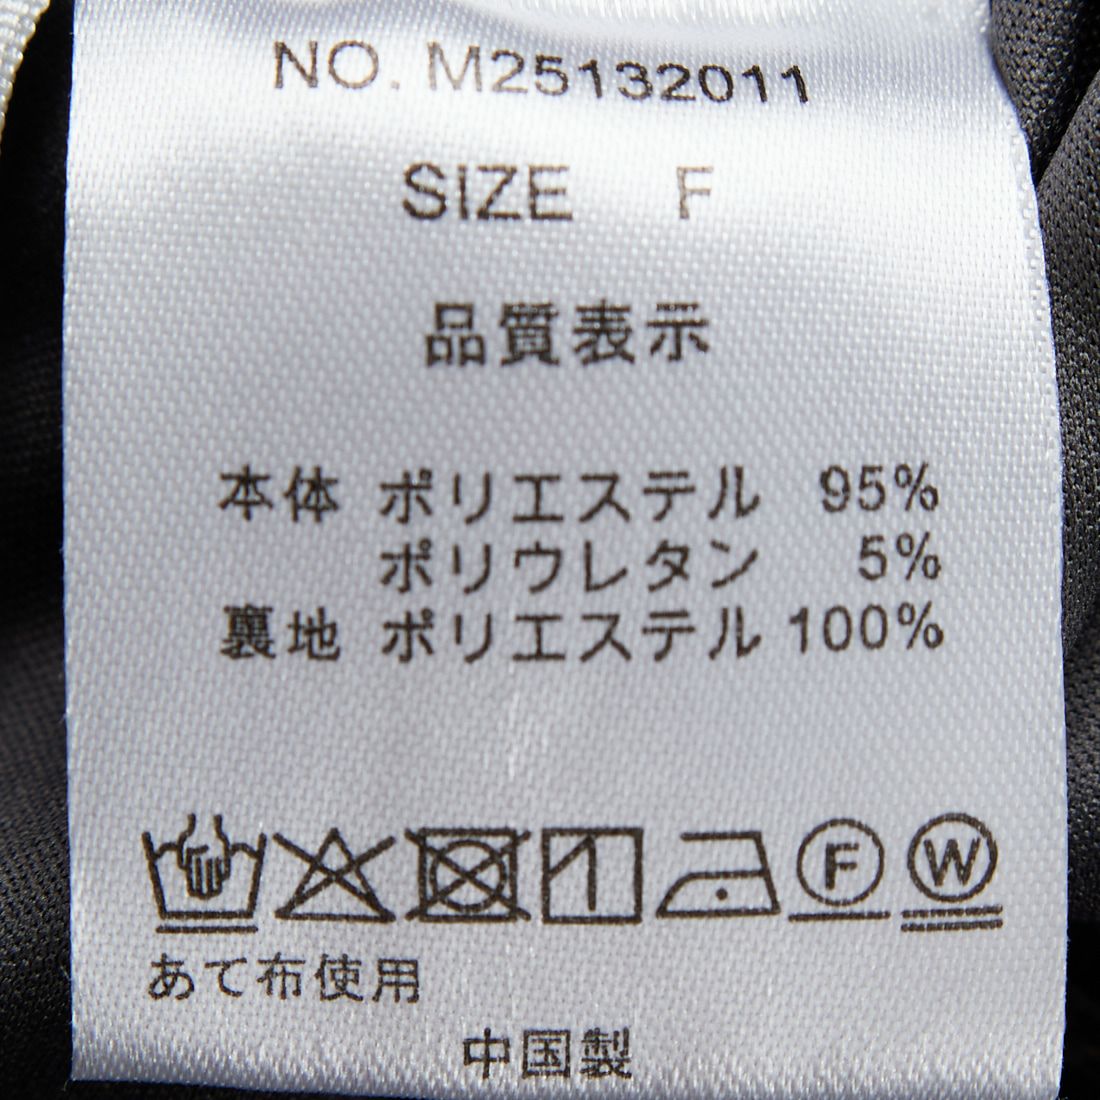 NO. M25132011
SIZE F
品質表示
本体 ポリエステル 95%
ポリウレタン 5%
裏地 ポリエステル 100%
F W
あて布使用
中国製